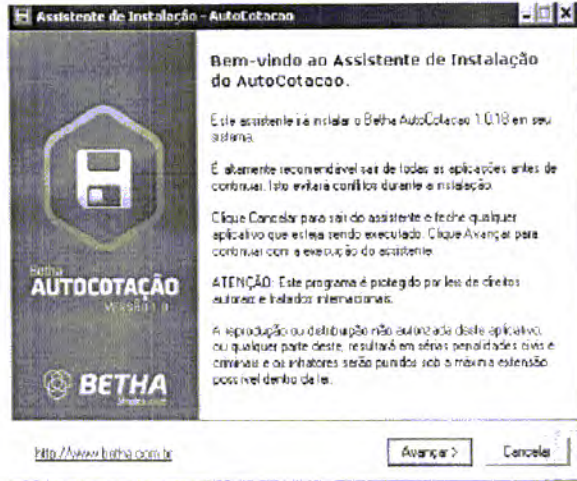 Assistente de Instalação - AutoCotacao
Bem-vindo ao Assistente de Instalação
do AutoCotacao.
Este assistente irá instalar o Betha AutoCotacao 1.0.18 em seu
sistema.
É altamente recomendável sair de todas as aplicações antes de
continuar. Isto evitará conflitos durante a instalação.
Clique Cancelar para sair do assistente e feche qualquer
aplicativo que esteja sendo executado. Clique Avançar para
continuar com a execução do assistente.
ATENÇÃO: Este programa é protegido por leis de direitos
autorais e tratados internacionais.
A reprodução ou distribuição não autorizada deste aplicativo,
ou qualquer parte deste, resultará em sérias penalidades civis e
criminais e os infratores serão punidos sob a máxima extensão
possível dentro da lei.
Betha
AUTOCOTAÇÃO
VERSÃO 1.0
BETHA
http://www.betha.com.br
Avançar >
Cancelar